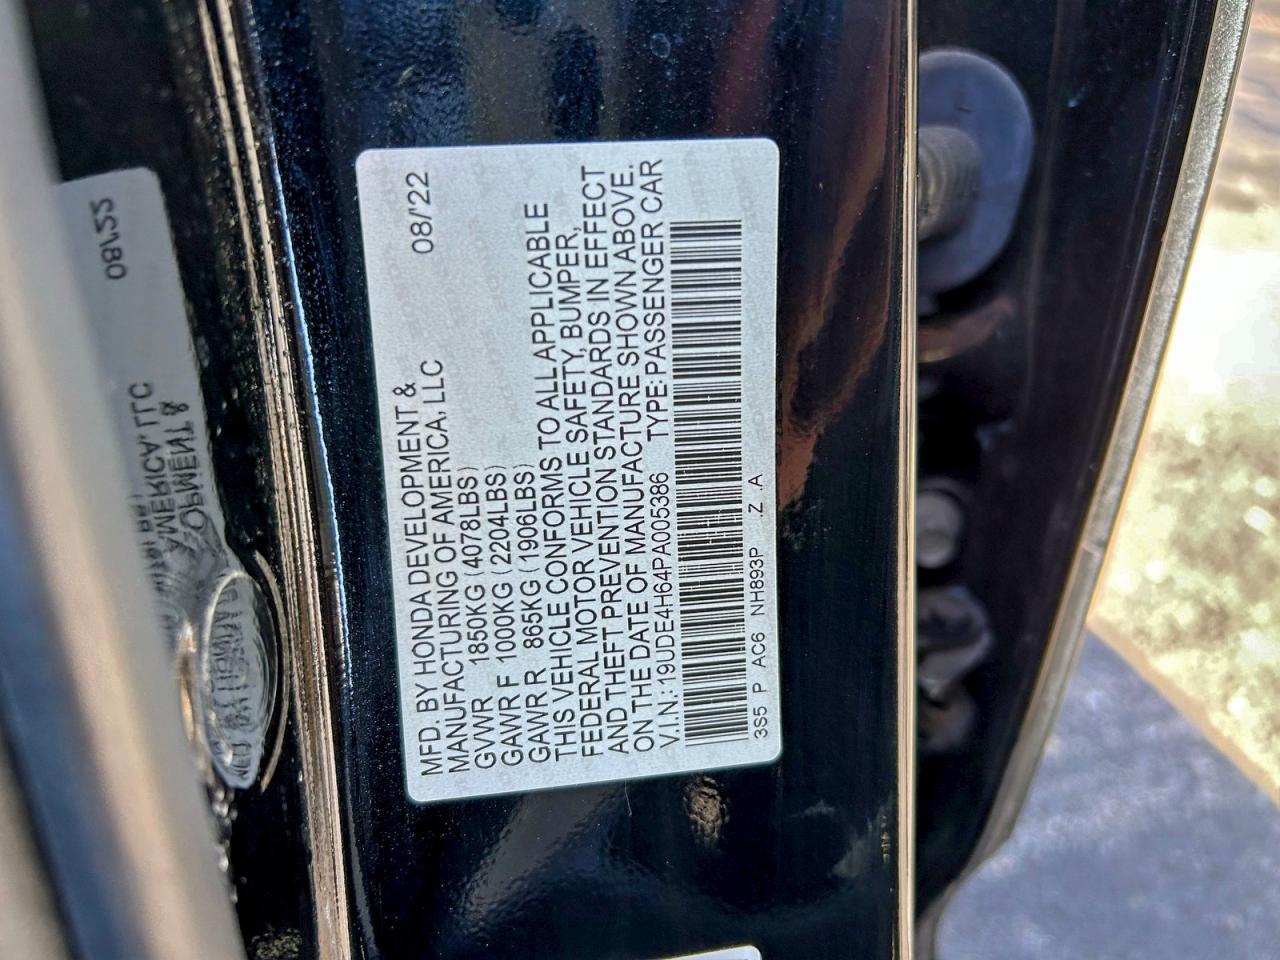 MFD. BY HONDA DEVELOPMENT & 08/'22
MANUFACTURING OF AMERICA, LLC
GVWR 1850KG (4078LBS)
GAWR F 1000KG (2204LBS)
GAWR R 865KG (1906LBS)
THIS VEHICLE CONFORMS TO ALL APPLICABLE
FEDERAL MOTOR VEHICLE SAFETY, BUMPER,
AND THEFT PREVENTION STANDARDS IN EFFECT
ON THE DATE OF MANUFACTURE SHOWN ABOVE.
V.I.N.: 19UDE4H64PA005386 TYPE: PASSENGER CAR
3S5 P AC6 NH893P .Z A